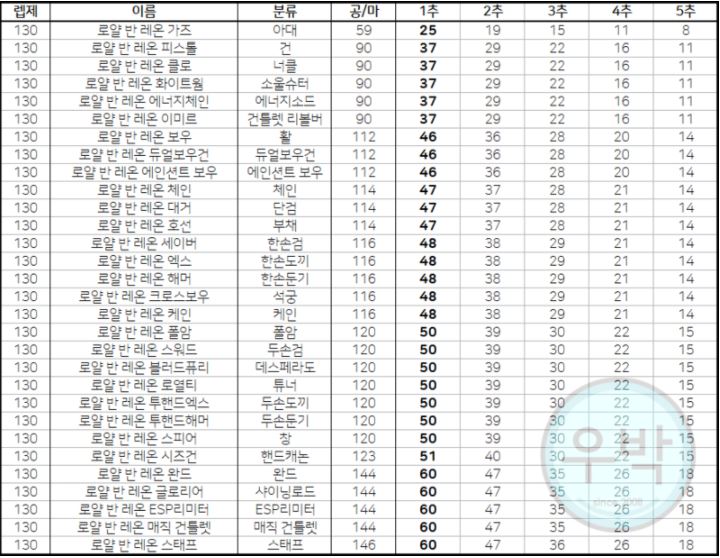 렙제 이름 분류 공/마 1추 2추 3추 4추 5추
130 로얄 반 레온 가즈 아대 59 25 19 15 11 8
130 로얄 반 레온 피스톨 건 90 37 29 22 16 11
130 로얄 반 레온 클로 너클 90 37 29 22 16 11
130 로얄 반 레온 화이트웜 소울슈터 90 37 29 22 16 11
130 로얄 반 레온 에너지체인 에너지소드 90 37 29 22 16 11
130 로얄 반 레온 이미르 건틀렛 리볼버 90 37 29 22 16 11
130 로얄 반 레온 보우 활 112 46 36 28 20 14
130 로얄 반 레온 듀얼보우건 듀얼보우건 112 46 36 28 20 14
130 로얄 반 레온 에인션트 보우 에인션트 보우 112 46 36 28 20 14
130 로얄 반 레온 체인 체인 114 47 37 28 21 14
130 로얄 반 레온 대거 단검 114 47 37 28 21 14
130 로얄 반 레온 호선 부채 114 47 37 28 21 14
130 로얄 반 레온 세이버 한손검 116 48 38 29 21 14
130 로얄 반 레온 엑스 한손도끼 116 48 38 29 21 14
130 로얄 반 레온 해머 한손둔기 116 48 38 29 21 14
130 로얄 반 레온 크로스보우 석궁 116 48 38 29 21 14
130 로얄 반 레온 케인 케인 116 48 38 29 21 14
130 로얄 반 레온 폴암 폴암 120 50 39 30 22 15
130 로얄 반 레온 스워드 두손검 120 50 39 30 22 15
130 로얄 반 레온 블러드퓨리 데스페라도 120 50 39 30 22 15
130 로얄 반 레온 로열티 튜너 120 50 39 30 22 15
130 로얄 반 레온 투핸드엑스 두손도끼 120 50 39 30 22 15
130 로얄 반 레온 투핸드해머 두손둔기 120 50 39 30 22 15
130 로얄 반 레온 스피어 창 120 50 39 30 22 15
130 로얄 반 레온 시즈건 핸드캐논 123 51 40 30 22 15
130 로얄 반 레온 완드 완드 144 60 47 35 26 18
130 로얄 반 레온 글로리어 샤이닝로드 144 60 47 35 26 18
130 로얄 반 레온 ESP리미터 ESP리미터 144 60 47 35 26 18
130 로얄 반 레온 매직 건틀렛 매직 건틀렛 144 60 47 35 26 18
130 로얄 반 레온 스태프 스태프 146 60 47 36 26 18
우박
since 2008